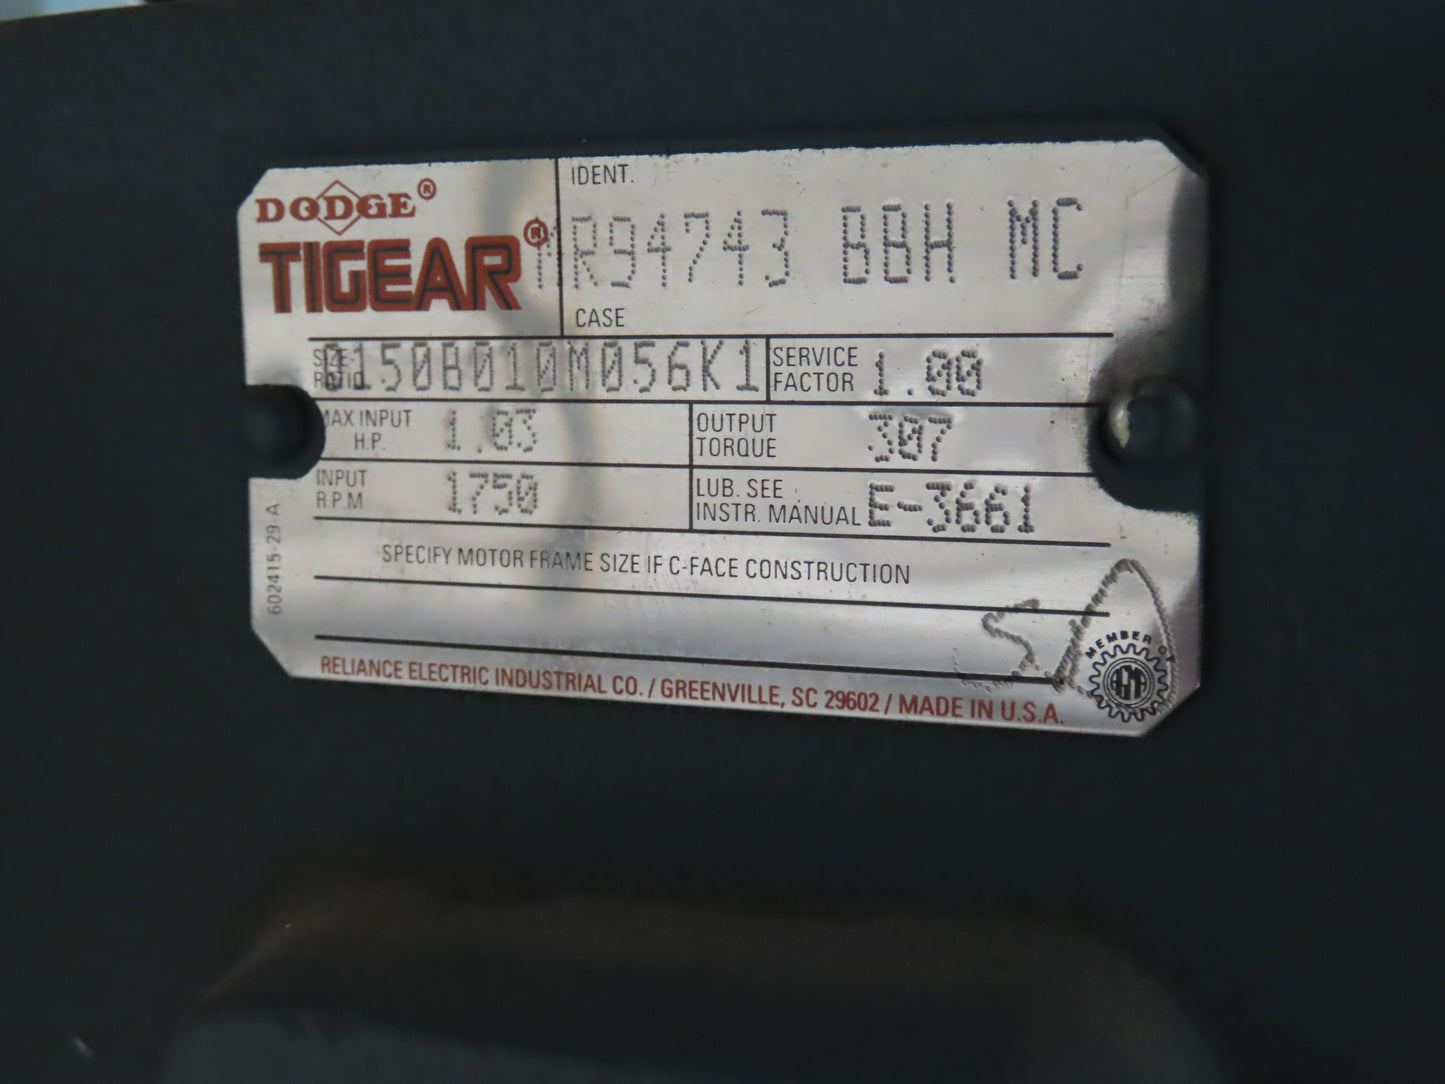 DODGE®
TIGEAR®
IDENT.
MR94743 BBH MC
CASE
SIZE-RATIO Q150B010M056K1
SERVICE FACTOR 1.00
MAX INPUT H.P. 1.03
OUTPUT TORQUE 307
INPUT R.P.M 1750
LUB. SEE INSTR. MANUAL E-3661
602415-29-A
SPECIFY MOTOR FRAME SIZE IF C-FACE CONSTRUCTION
RELIANCE ELECTRIC INDUSTRIAL CO. / GREENVILLE, SC 29602 / MADE IN U.S.A.
MEMBER OF
AGMA